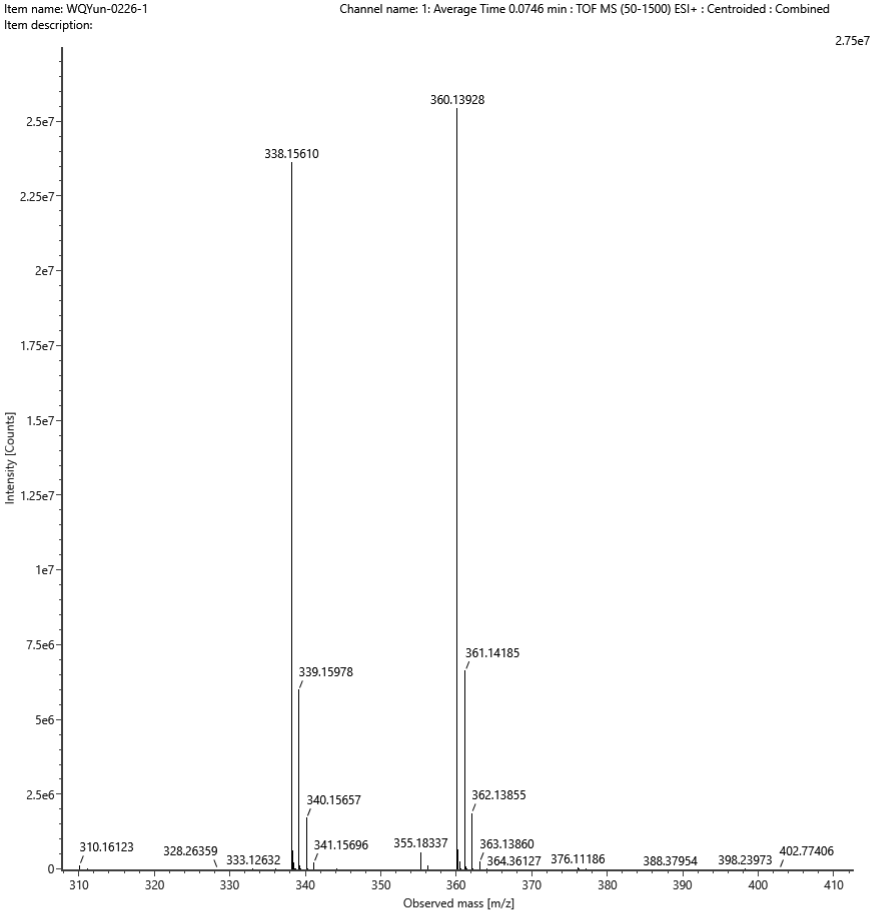 Item name: WQYun-0226-1
Channel name: 1: Average Time 0.0746 min : TOF MS (50-1500) ESI+ : Centroided : Combined
Item description:
2.75e7
360.13928
2.5e7
338.15610
2.25e7
2e7
1.75e7
1.5e7
Intensity [Counts]
1.25e7
1e7
7.5e6
361.14185
339.15978
5e6
2.5e6
362.13855
340.15657
310.16123
328.26359
333.12632
341.15696
355.18337
363.13860
364.36127
376.11186
388.37954
398.23973
402.77406
0
310 320 330 340 350 360 370 380 390 400 410
Observed mass [m/z]